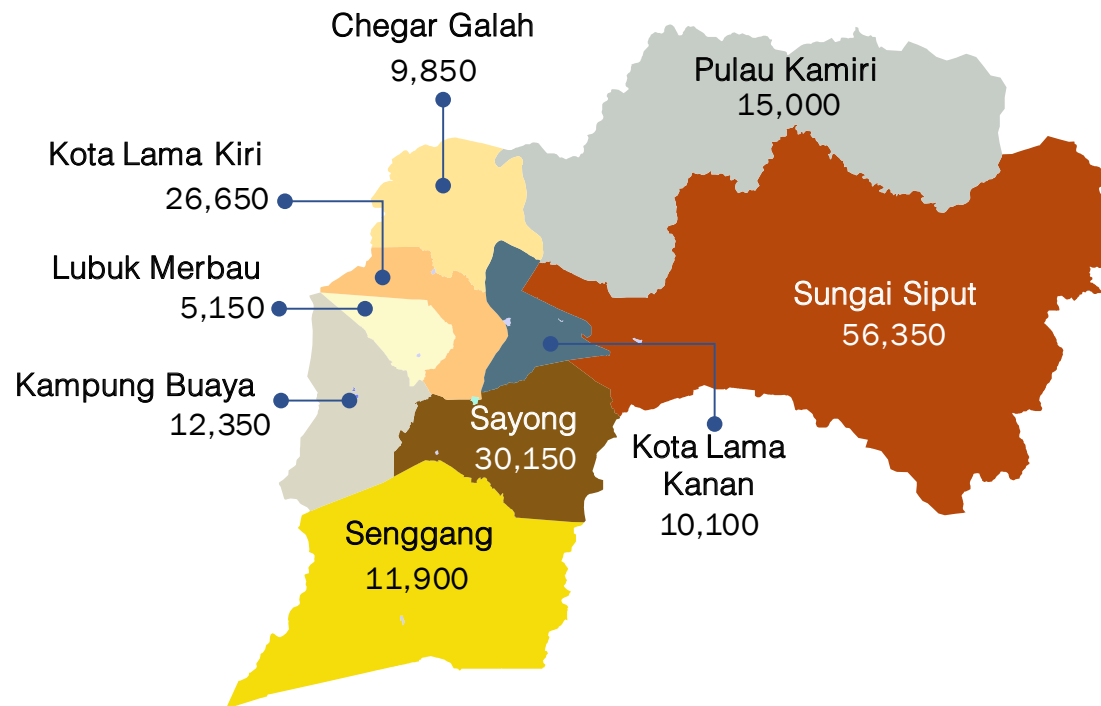 Chegar Galah
9,850
Pulau Kamiri
15,000
Kota Lama Kiri
26,650
Lubuk Merbau
5,150
Sungai Siput
56,350
Kampung Buaya
12,350
Sayong
30,150
Kota Lama
Kanan
10,100
Senggang
11,900